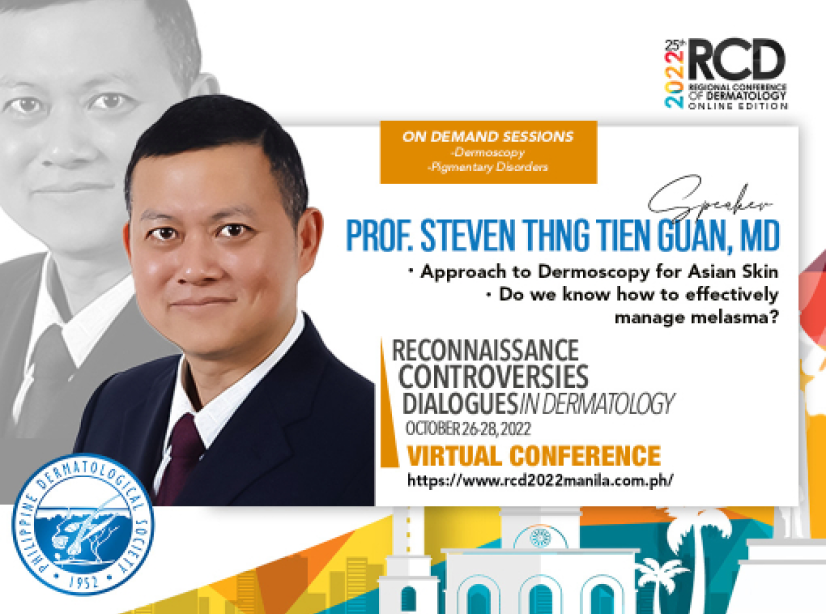 25th
2022
RCD
REGIONAL CONFERENCE
OF DERMATOLOGY
ONLINE EDITION
ON DEMAND SESSIONS
-Dermoscopy
-Pigmentary Disorders
Speaker
PROF. STEVEN THNG TIEN GUAN, MD
• Approach to Dermoscopy for Asian Skin
• Do we know how to effectively
manage melasma?
RECONNAISSANCE
CONTROVERSIES
DIALOGUES IN DERMATOLOGY
OCTOBER 26-28, 2022
VIRTUAL CONFERENCE
https://www.rcd2022manila.com.ph/
PHILIPPINE DERMATOLOGICAL SOCIETY
• 1952 •